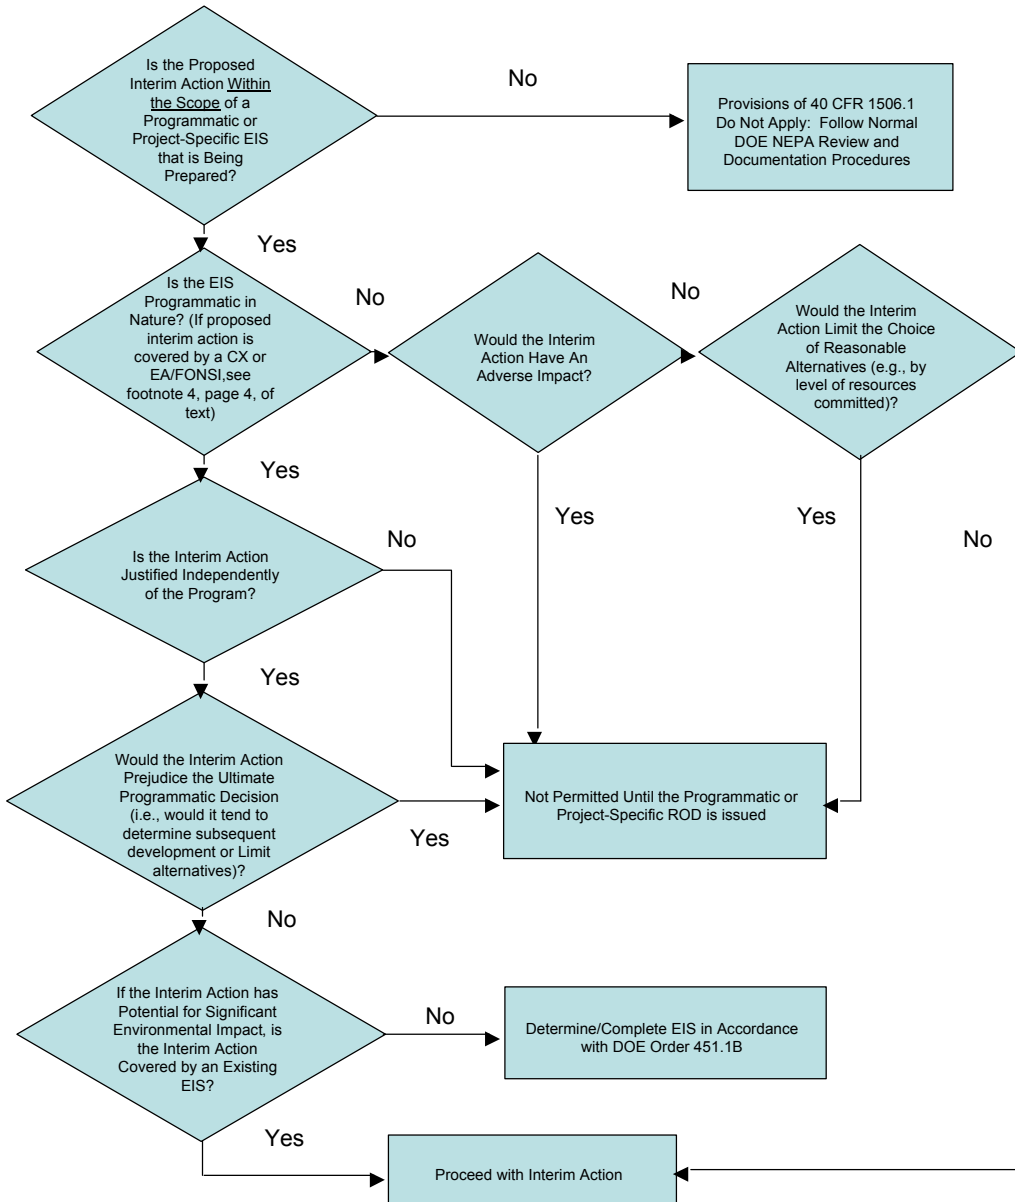 Is the Proposed
Interim Action Within
the Scope of a
Programmatic or
Project-Specific EIS
that is Being
Prepared?
No
Provisions of 40 CFR 1506.1
Do Not Apply: Follow Normal
DOE NEPA Review and
Documentation Procedures
Yes
Is the EIS
Programmatic in
Nature? (If proposed
interim action is
covered by a CX or
EA/FONSI,see
footnote 4, page 4, of
text)
No
Would the Interim
Action Have An
Adverse Impact?
No
Would the Interim
Action Limit the Choice
of Reasonable
Alternatives (e.g., by
level of resources
committed)?
Yes
Yes
Yes
No
Is the Interim Action
Justified Independently
of the Program?
No
Yes
Would the Interim Action
Prejudice the Ultimate
Programmatic Decision
(i.e., would it tend to
determine subsequent
development or Limit
alternatives)?
Yes
Not Permitted Until the Programmatic or
Project-Specific ROD is issued
No
If the Interim Action has
Potential for Significant
Environmental Impact, is
the Interim Action
Covered by an Existing
EIS?
No
Determine/Complete EIS in Accordance
with DOE Order 451.1B
Yes
Proceed with Interim Action